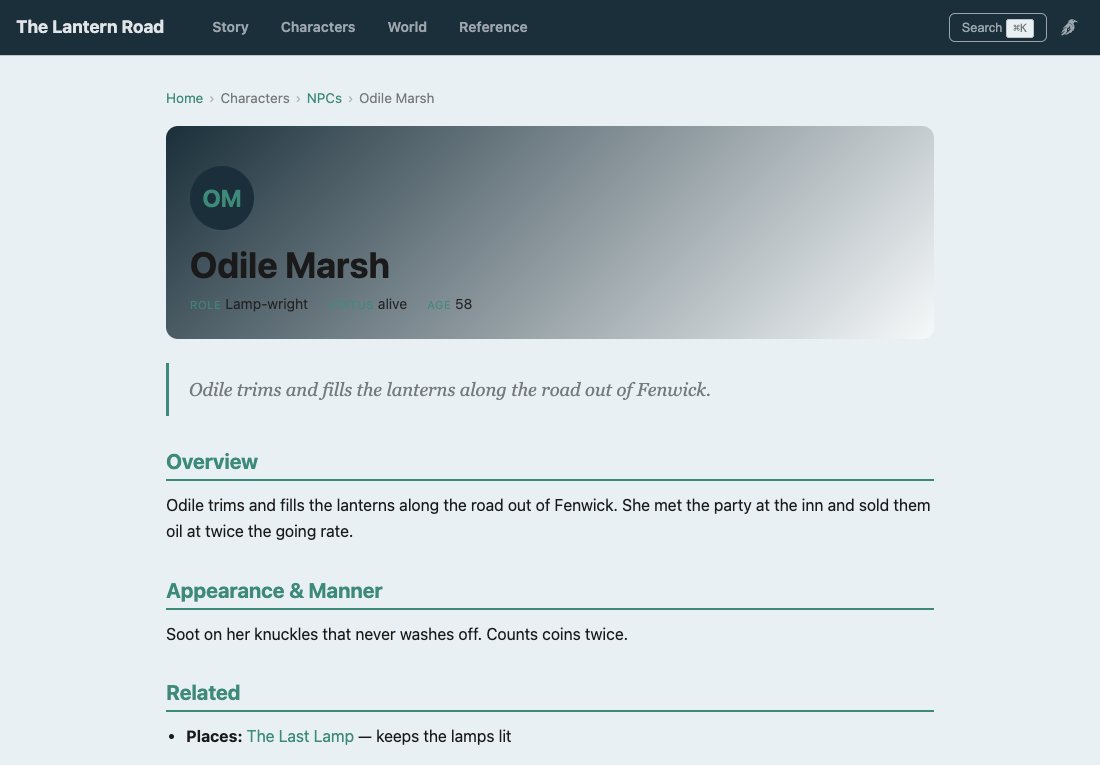 The Lantern Road Story Characters World Reference Search ⌘K
Home › Characters › NPCs › Odile Marsh
OM
Odile Marsh
ROLE Lamp-wright STATUS alive AGE 58
Odile trims and fills the lanterns along the road out of Fenwick.
Overview
Odile trims and fills the lanterns along the road out of Fenwick. She met the party at the inn and sold them
oil at twice the going rate.
Appearance & Manner
Soot on her knuckles that never washes off. Counts coins twice.
Related
• Places: The Last Lamp — keeps the lamps lit